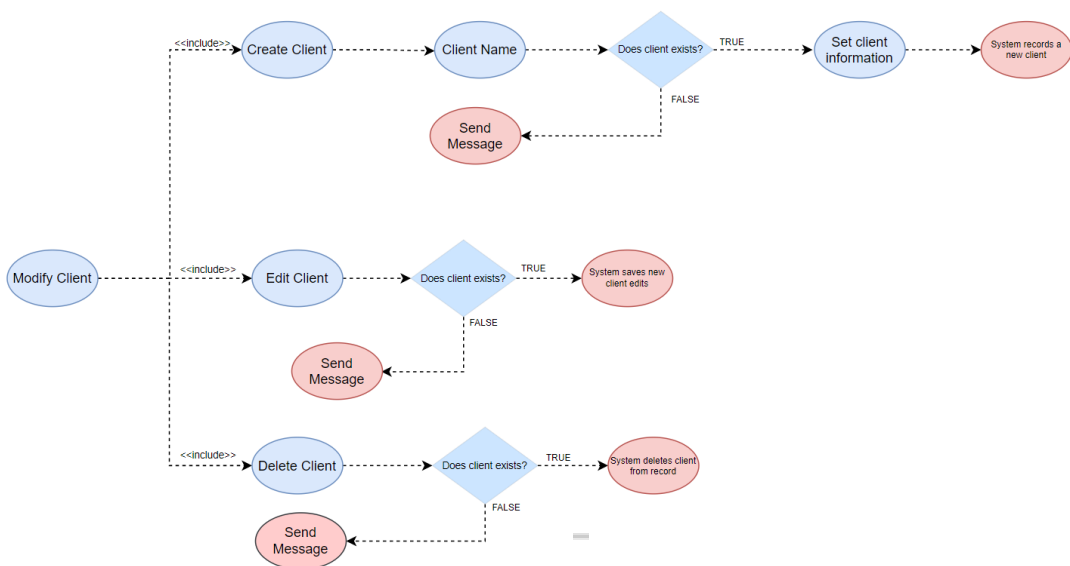 <<include>>
Create Client
Client Name
Does client exists?
TRUE
Set client
information
System records a
new client
FALSE
Send
Message
Modify Client
<<include>>
Edit Client
Does client exists?
TRUE
System saves new
client edits
FALSE
Send
Message
<<include>>
Delete Client
Does client exists?
TRUE
System deletes client
from record
FALSE
Send
Message